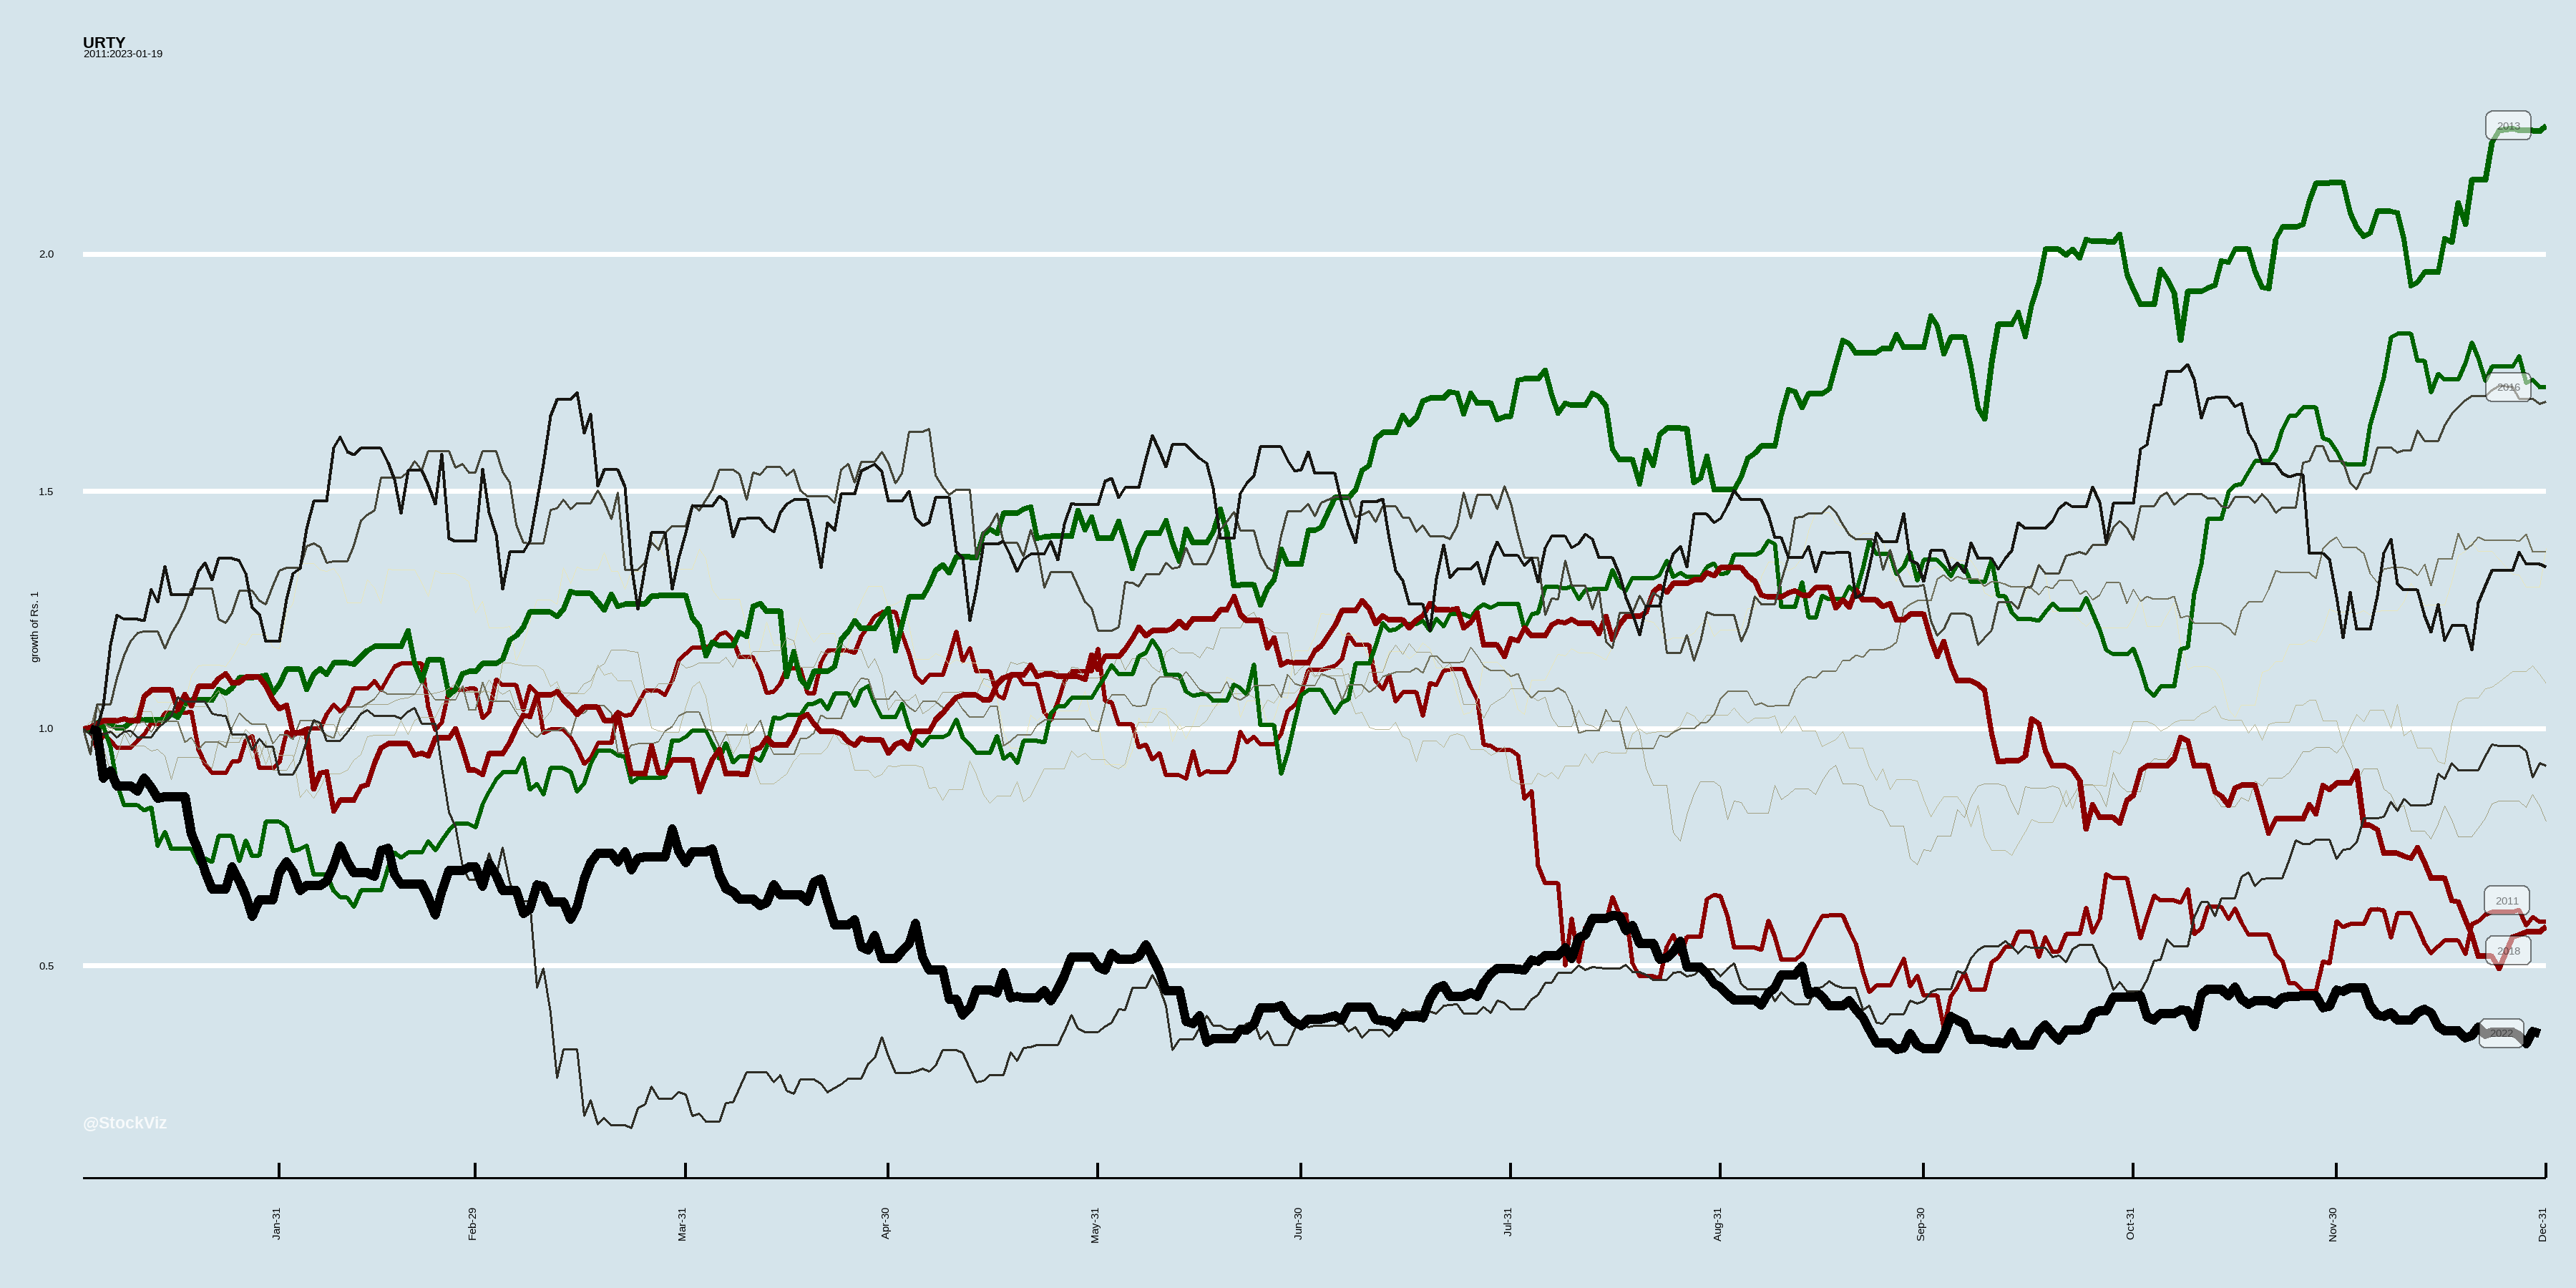 URTY
2011:2023-01-19
2013
2.0
2016
1.5
growth of Rs. 1
1.0
2011
2018
0.5
2022
@StockViz
Jan-31
Feb-29
Mar-31
Apr-30
May-31
Jun-30
Jul-31
Aug-31
Sep-30
Oct-31
Nov-30
Dec-31